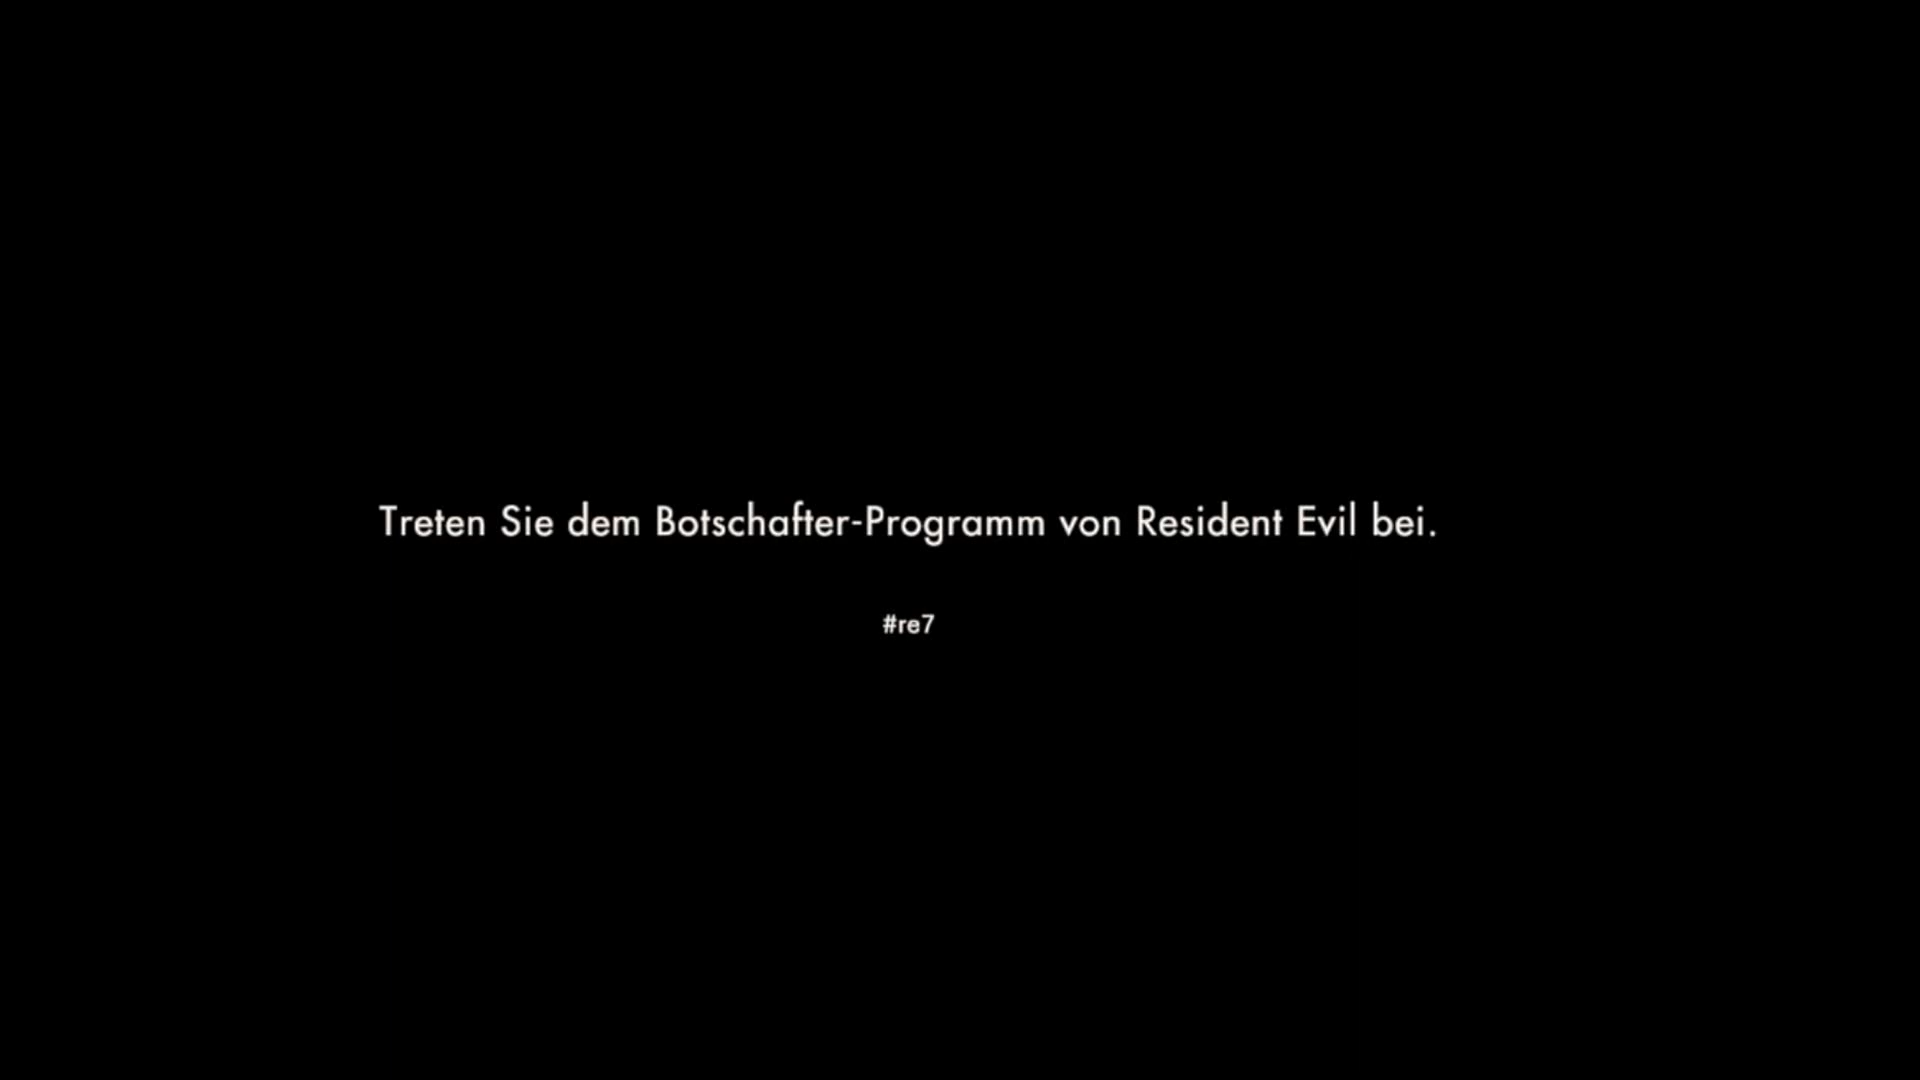 Treten Sie dem Botschafter-Programm von Resident Evil bei.
#re7